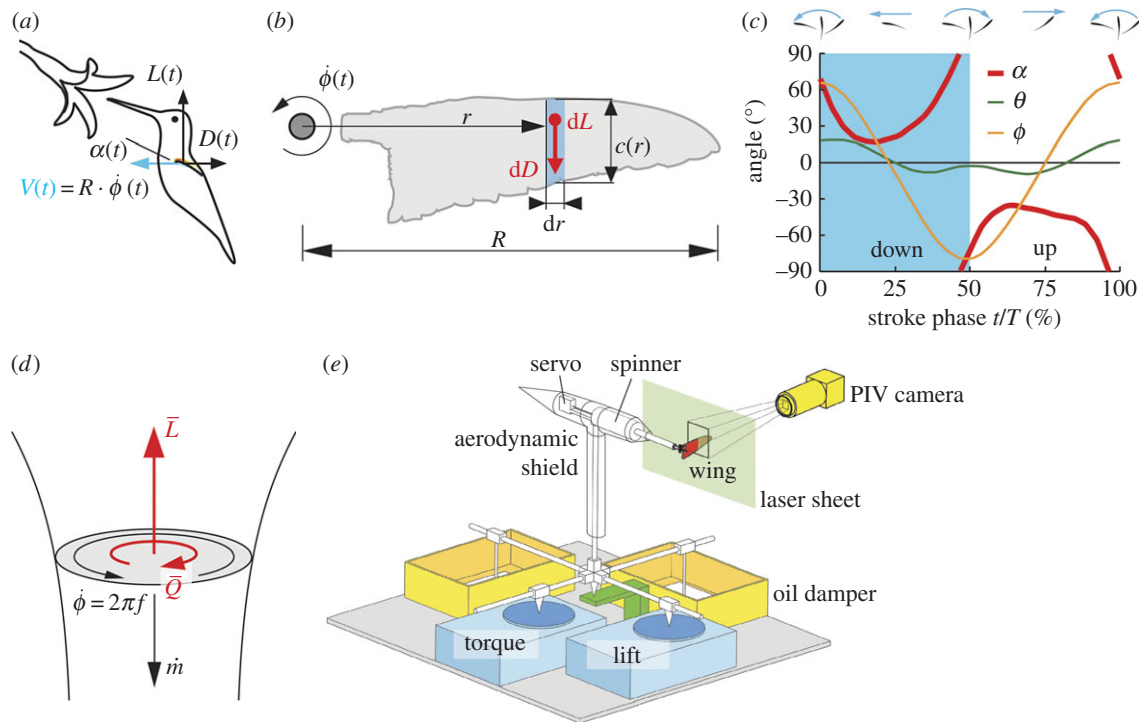 (a)
L(t)
D(t)
α(t)
V(t) = R · ϕ̇ (t)
(b)
ϕ̇(t)
r
dL
c(r)
dD
dr
R
(c)
90
60
30
0
–30
–60
–90
angle (°)
α
θ
ϕ
down
up
0
25
50
75
100
stroke phase t/T (%)
(d)
L̄
Q̄
ϕ̇ = 2πf
ṁ
(e)
servo
spinner
PIV camera
aerodynamic
shield
wing
laser sheet
oil damper
torque
lift